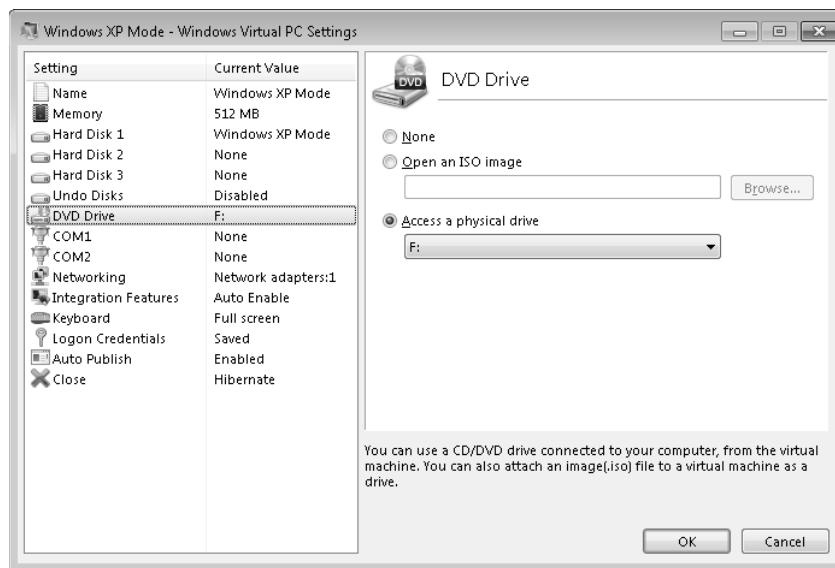 Windows XP Mode - Windows Virtual PC Settings
Setting Current Value
Name Windows XP Mode
Memory 512 MB
Hard Disk 1 Windows XP Mode
Hard Disk 2 None
Hard Disk 3 None
Undo Disks Disabled
DVD Drive F:
COM1 None
COM2 None
Networking Network adapters:1
Integration Features Auto Enable
Keyboard Full screen
Logon Credentials Saved
Auto Publish Enabled
Close Hibernate
DVD
DVD Drive
None
Open an ISO image
Browse...
Access a physical drive
F:
You can use a CD/DVD drive connected to your computer, from the virtual
machine. You can also attach an image(.iso) file to a virtual machine as a
drive.
OK Cancel